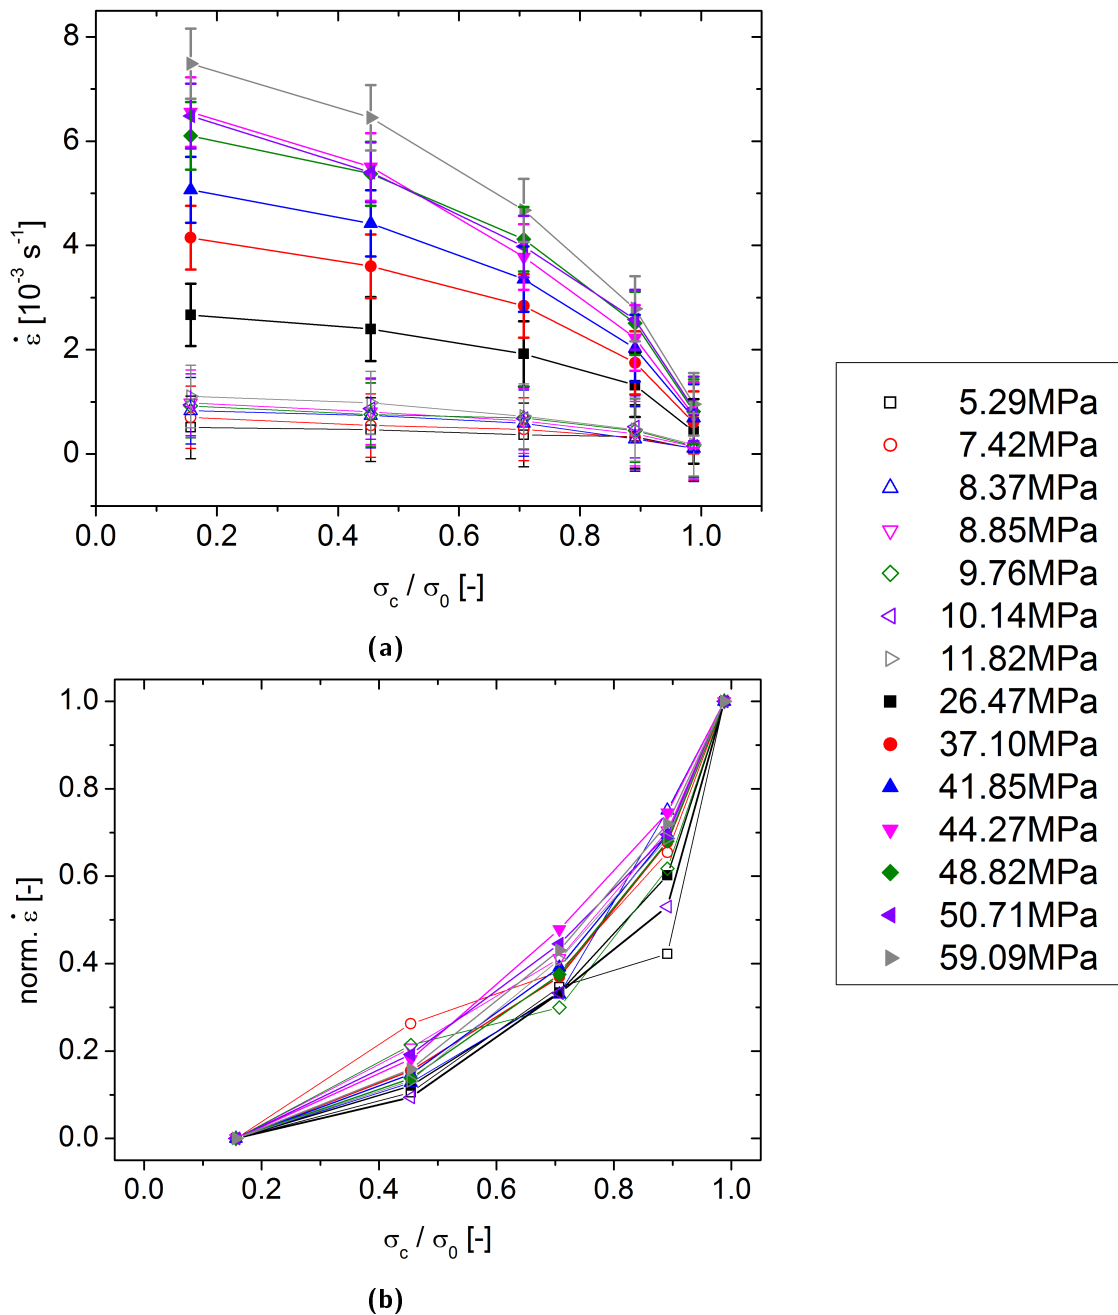 8
6
4
2
0
ε̇ [10⁻³ s⁻¹]
0.0 0.2 0.4 0.6 0.8 1.0
σc / σ0 [-]
(a)
1.0
0.8
0.6
0.4
0.2
0.0
norm. ε̇ [-]
0.0 0.2 0.4 0.6 0.8 1.0
σc / σ0 [-]
(b)
5.29MPa
7.42MPa
8.37MPa
8.85MPa
9.76MPa
10.14MPa
11.82MPa
26.47MPa
37.10MPa
41.85MPa
44.27MPa
48.82MPa
50.71MPa
59.09MPa